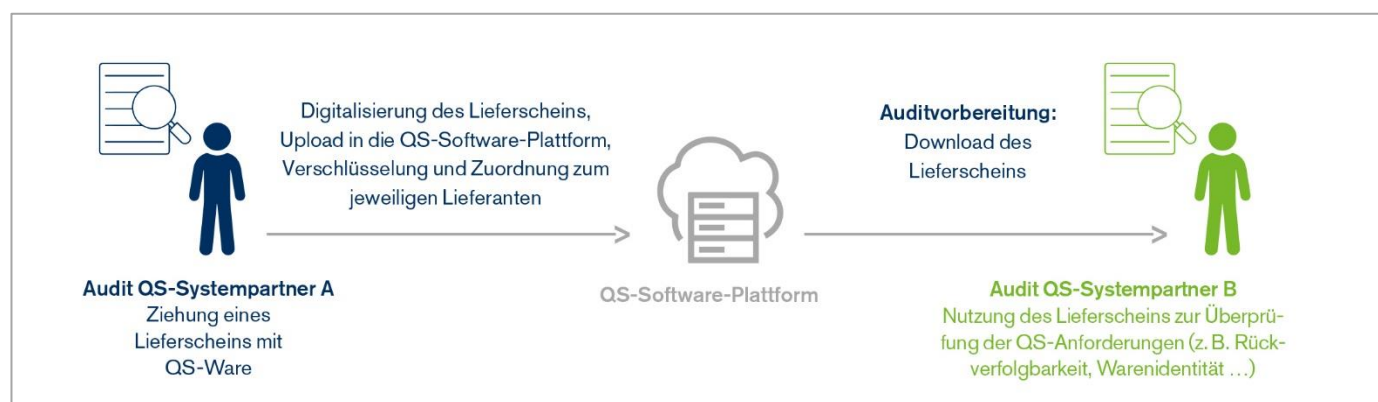 Digitalisierung des Lieferscheins,
Upload in die QS-Software-Plattform,
Verschlüsselung und Zuordnung zum
jeweiligen Lieferanten
Auditvorbereitung:
Download des
Lieferscheins
Audit QS-Systempartner A
Ziehung eines
Lieferscheins mit
QS-Ware
QS-Software-Plattform
Audit QS-Systempartner B
Nutzung des Lieferscheins zur Überprü-
fung der QS-Anforderungen (z. B. Rück-
verfolgbarkeit, Warenidentität …)